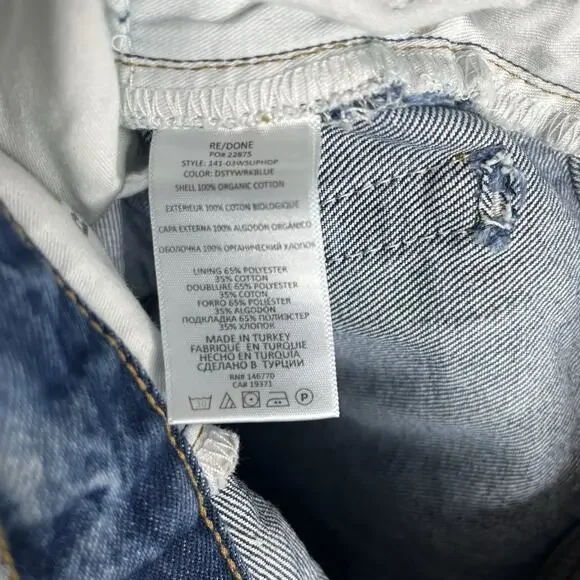 RE/DONE
PO# 22875
STYLE: 141-03WSUPHDP
COLOR: DSTYWRKBLUE
SHELL 100% ORGANIC COTTON
EXTÉRIEUR 100% COTON BIOLOGIQUE
CAPA EXTERNA 100% ALGODÓN ORGÁNICO
ОБОЛОЧКА 100% ОРГАНИЧЕСКИЙ ХЛОПОК
LINING 65% POLYESTER
35% COTTON
DOUBLURE 65% POLYESTER
35% COTON
FORRO 65% POLIÉSTER
35% ALGODON
ПОДКЛАДКА 65% ПОЛИЭСТЕР
35% ХЛОПОК
MADE IN TURKEY
FABRIQUÉ EN TURQUIE
HECHO EN TURQUÍA
СДЕЛАНО В ТУРЦИИ
RN# 146770
CA# 19371
30 P